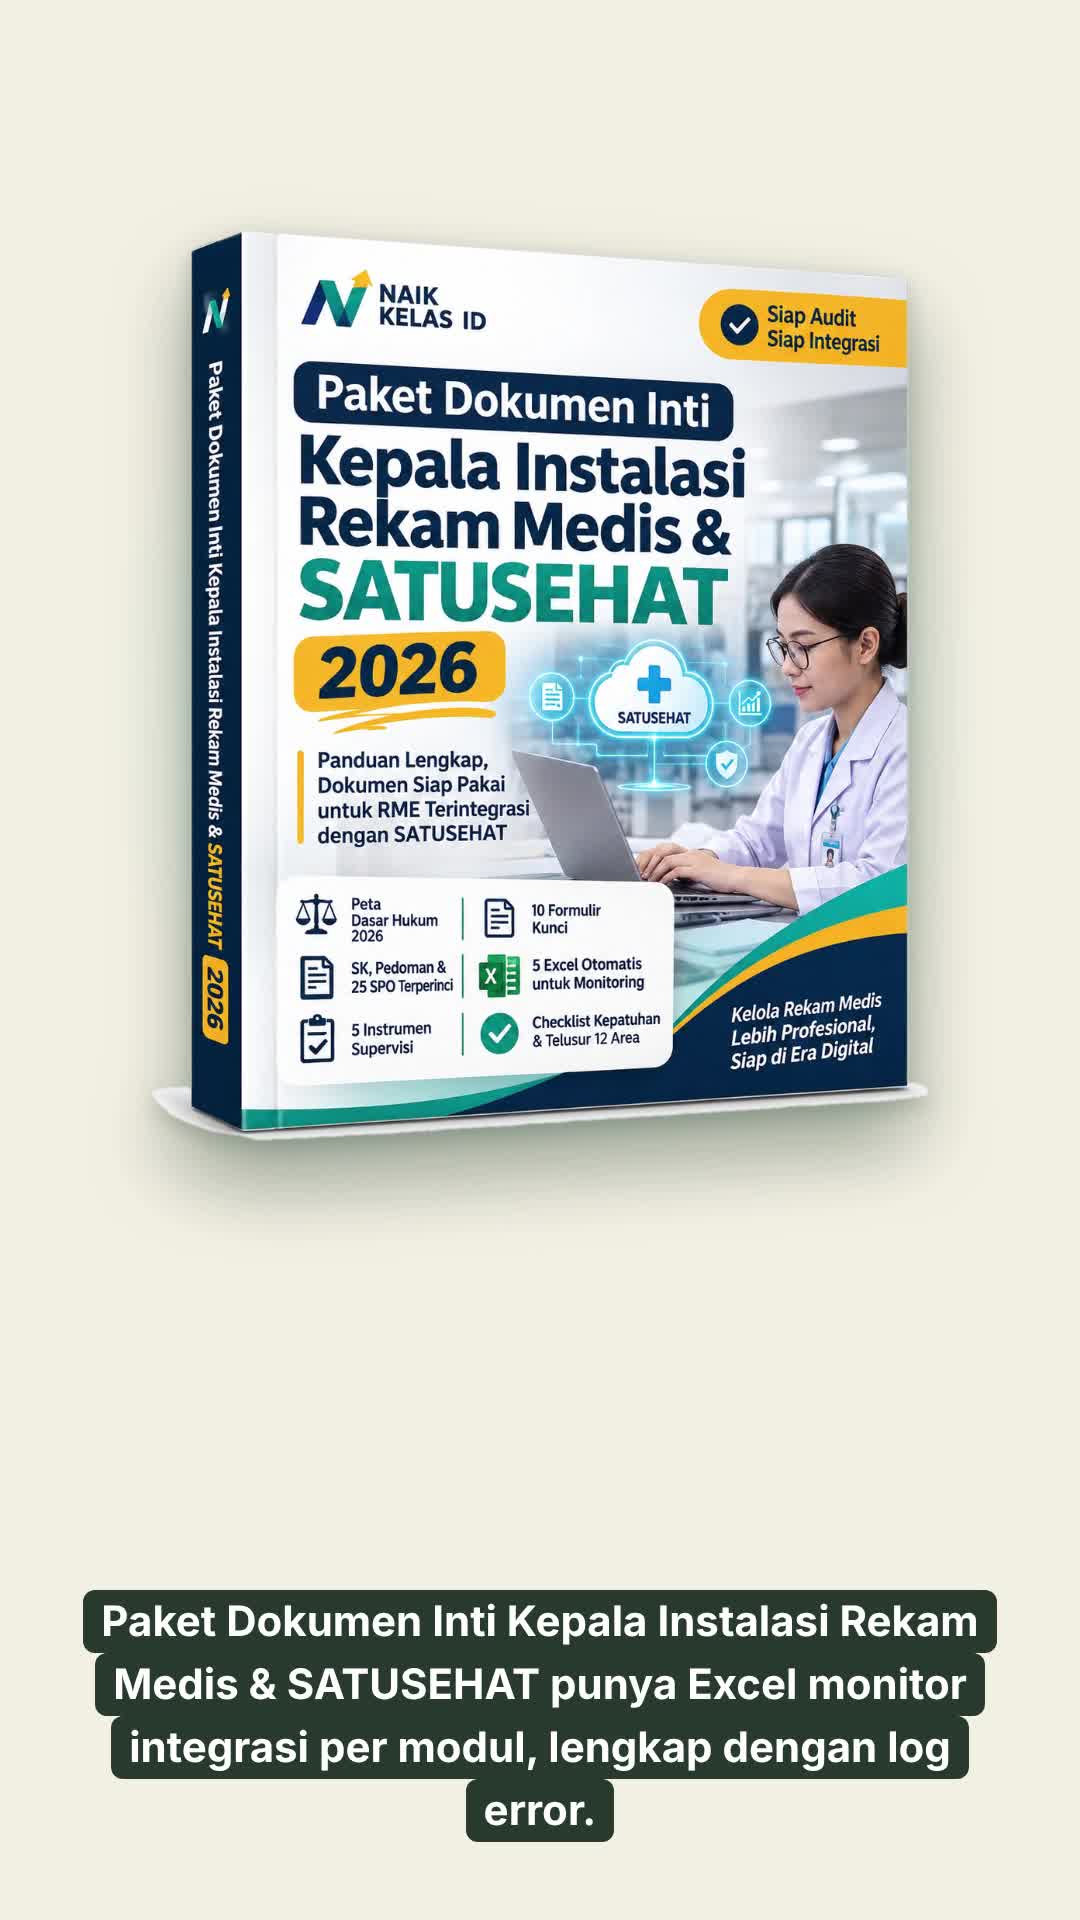 NAIK
KELAS ID
Siap Audit
Siap Integrasi
Paket Dokumen Inti
Kepala Instalasi
Rekam Medis &
SATUSEHAT
2026
SATUSEHAT
Panduan Lengkap,
Dokumen Siap Pakai
untuk RME Terintegrasi
dengan SATUSEHAT
Peta
Dasar Hukum
2026
10 Formulir
Kunci
SK, Pedoman &
25 SPO Terperinci
X
5 Excel Otomatis
untuk Monitoring
5 Instrumen
Supervisi
Checklist Kepatuhan
& Telusur 12 Area
Kelola Rekam Medis
Lebih Profesional,
Siap di Era Digital
Paket Dokumen Inti Kepala Instalasi Rekam Medis & SATUSEHAT 2026
Paket Dokumen Inti Kepala Instalasi Rekam
Medis & SATUSEHAT punya Excel monitor
integrasi per modul, lengkap dengan log
error.